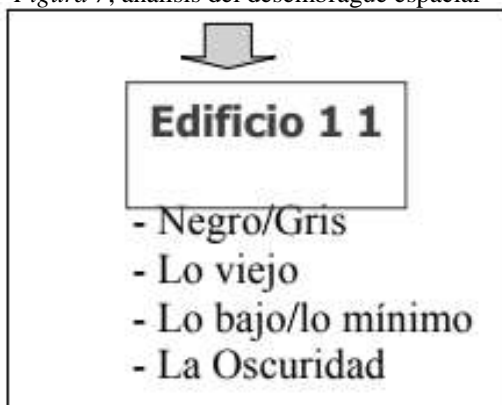 Figura 7, análisis del desembrague espacial
Edificio 1 1
- Negro/Gris
- Lo viejo
- Lo bajo/lo mínimo
- La Oscuridad